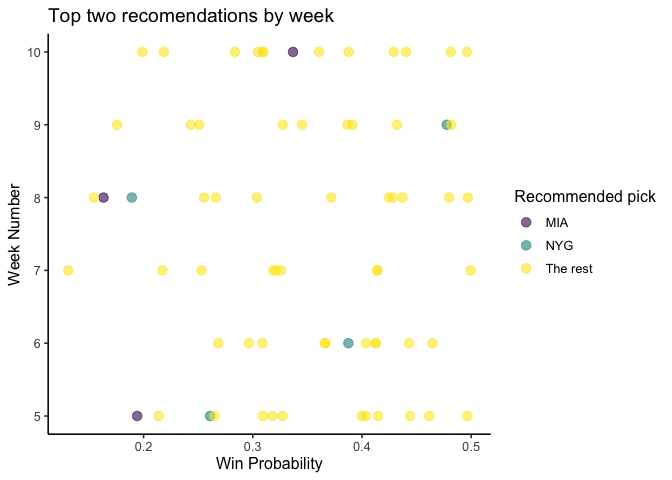 Top two recomendations by week
10
9
8
7
6
5
Week Number
0.2
0.3
0.4
0.5
Win Probability
Recommended pick
MIA
NYG
The rest